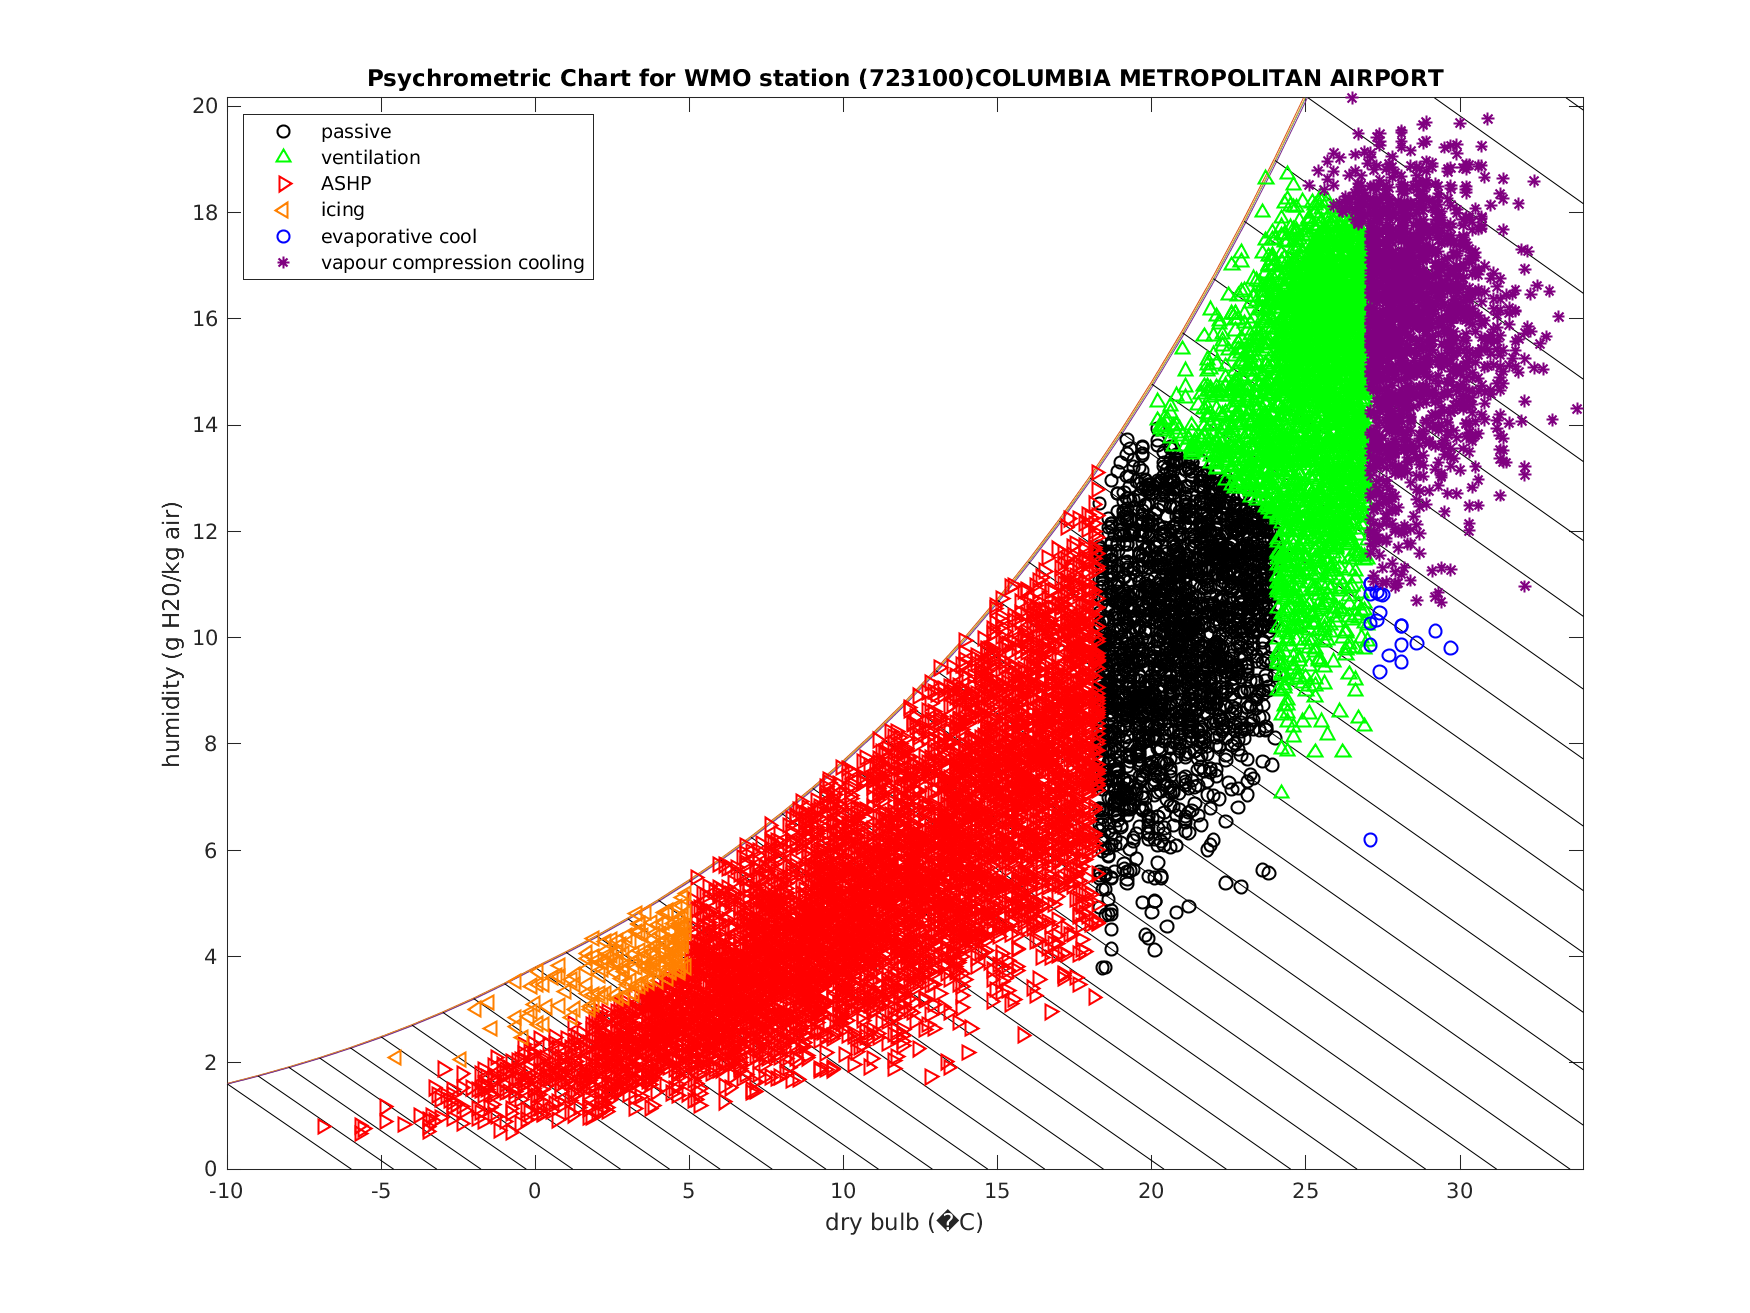 Psychrometric Chart for WMO station (723100)COLUMBIA METROPOLITAN AIRPORT
passive
ventilation
ASHP
icing
evaporative cool
vapour compression cooling
humidity (g H20/kg air)
20
18
16
14
12
10
8
6
4
2
0
-10 -5 0 5 10 15 20 25 30
dry bulb (�C)